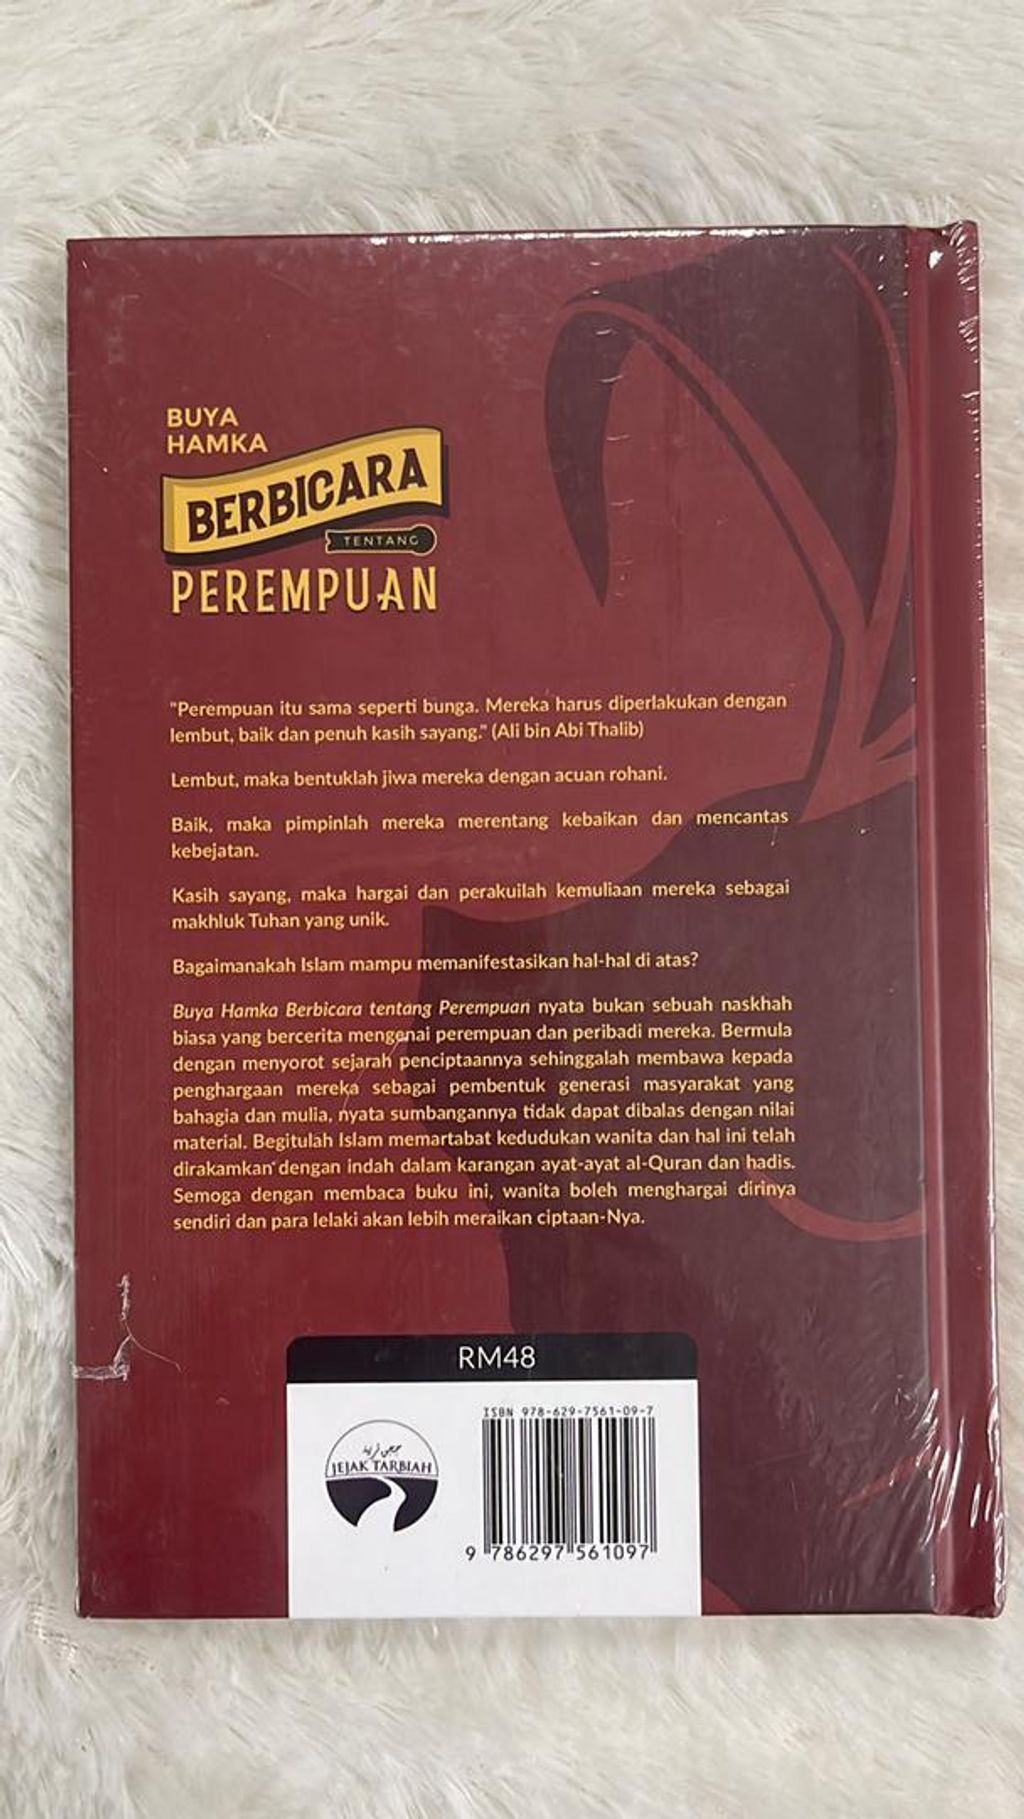 BUYA
HAMKA
BERBICARA
TENTANG
PEREMPUAN
"Perempuan itu sama seperti bunga. Mereka harus diperlakukan dengan
lembut, baik dan penuh kasih sayang." (Ali bin Abi Thalib)
Lembut, maka bentuklah jiwa mereka dengan acuan rohani.
Baik, maka pimpinlah mereka merentang kebaikan dan mencantas
kebejatan.
Kasih sayang, maka hargai dan perakuilah kemuliaan mereka sebagai
makhluk Tuhan yang unik.
Bagaimanakah Islam mampu memanifestasikan hal-hal di atas?
Buya Hamka Berbicara tentang Perempuan nyata bukan sebuah naskhah
biasa yang bercerita mengenai perempuan dan peribadi mereka. Bermula
dengan menyorot sejarah penciptaannya sehinggalah membawa kepada
penghargaan mereka sebagai pembentuk generasi masyarakat yang
bahagia dan mulia, nyata sumbangannya tidak dapat dibalas dengan nilai
material. Begitulah Islam memartabat kedudukan wanita dan hal ini telah
dirakamkan dengan indah dalam karangan ayat-ayat al-Quran dan hadis.
Semoga dengan membaca buku ini, wanita boleh menghargai dirinya
sendiri dan para lelaki akan lebih meraikan ciptaan-Nya.
RM48
ISBN 978-629-7561-09-7
JEJAK TARBIAH
9 786297 561097